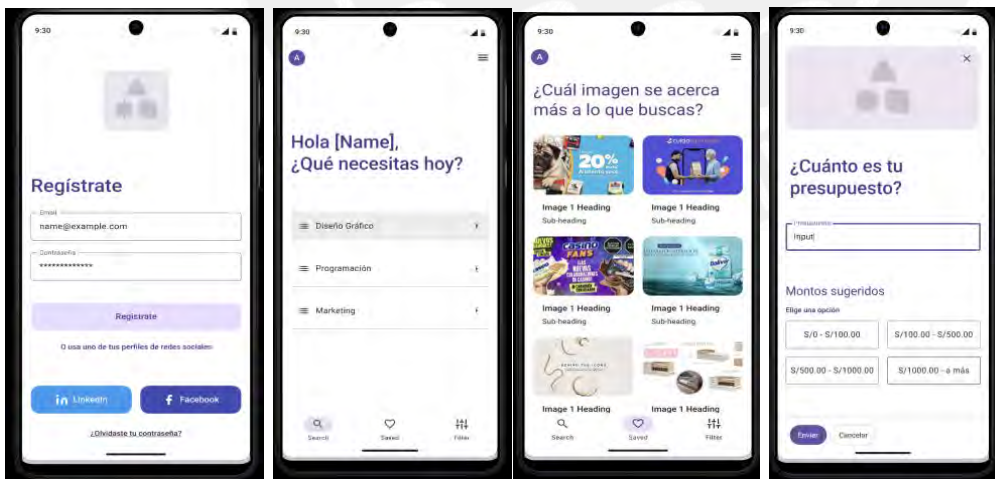 9:30
Regístrate
Email
name@example.com
Contraseña
*************
Registrate
O usa uno de tus perfiles de redes sociales:
in LinkedIn
f Facebook
¿Olvidaste tu contraseña?
9:30
A
Hola [Name],
¿Qué necesitas hoy?
Diseño Gráfico
Programación
Marketing
Search
Saved
Filter
9:30
A
¿Cuál imagen se acerca
más a lo que buscas?
20%
Image 1 Heading
Sub-heading
Image 1 Heading
Sub-heading
casino
FANS
Image 1 Heading
Sub-heading
Image 1 Heading
Sub-heading
Image 1 Heading
Image 1 Heading
Search
Saved
Filter
9:30
¿Cuánto es tu
presupuesto?
Presupuesto
Input
Montos sugeridos
Elige una opción
S/0 - S/100.00
S/100.00 - S/500.00
S/500.00 - S/1000.00
S/1000.00 - ó más
Enviar
Cancelar